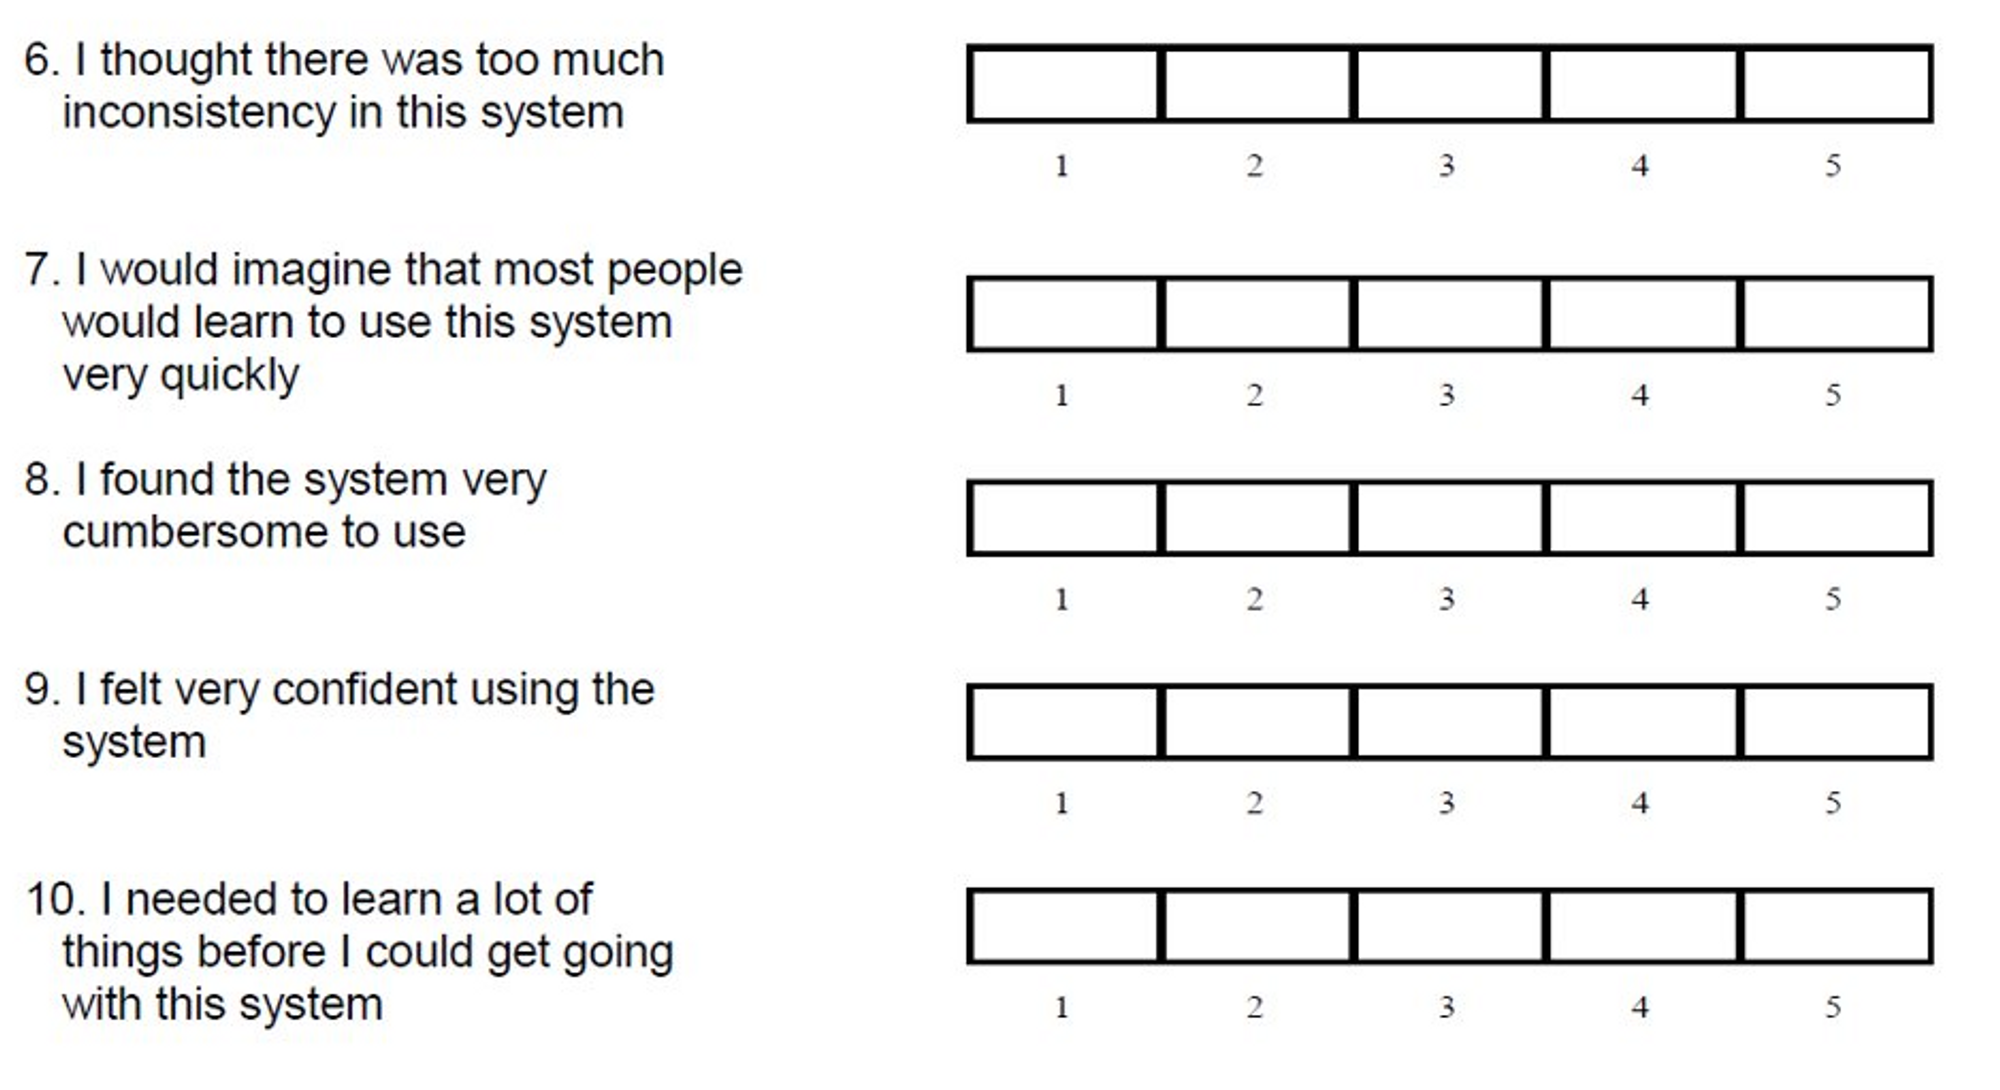 6. I thought there was too much
inconsistency in this system
1 2 3 4 5
7. I would imagine that most people
would learn to use this system
very quickly
1 2 3 4 5
8. I found the system very
cumbersome to use
1 2 3 4 5
9. I felt very confident using the
system
1 2 3 4 5
10. I needed to learn a lot of
things before I could get going
with this system
1 2 3 4 5